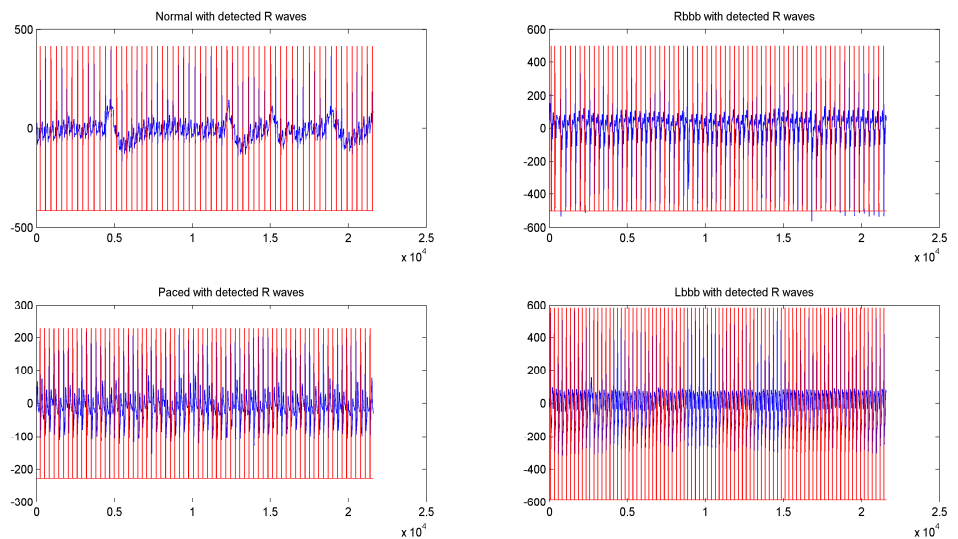 Normal with detected R waves
500
0
-500
0 0.5 1 1.5 2 2.5
x 10^4
Rbbb with detected R waves
600
400
200
0
-200
-400
-600
0 0.5 1 1.5 2 2.5
x 10^4
Paced with detected R waves
300
200
100
0
-100
-200
-300
0 0.5 1 1.5 2 2.5
x 10^4
Lbbb with detected R waves
600
400
200
0
-200
-400
-600
0 0.5 1 1.5 2 2.5
x 10^4